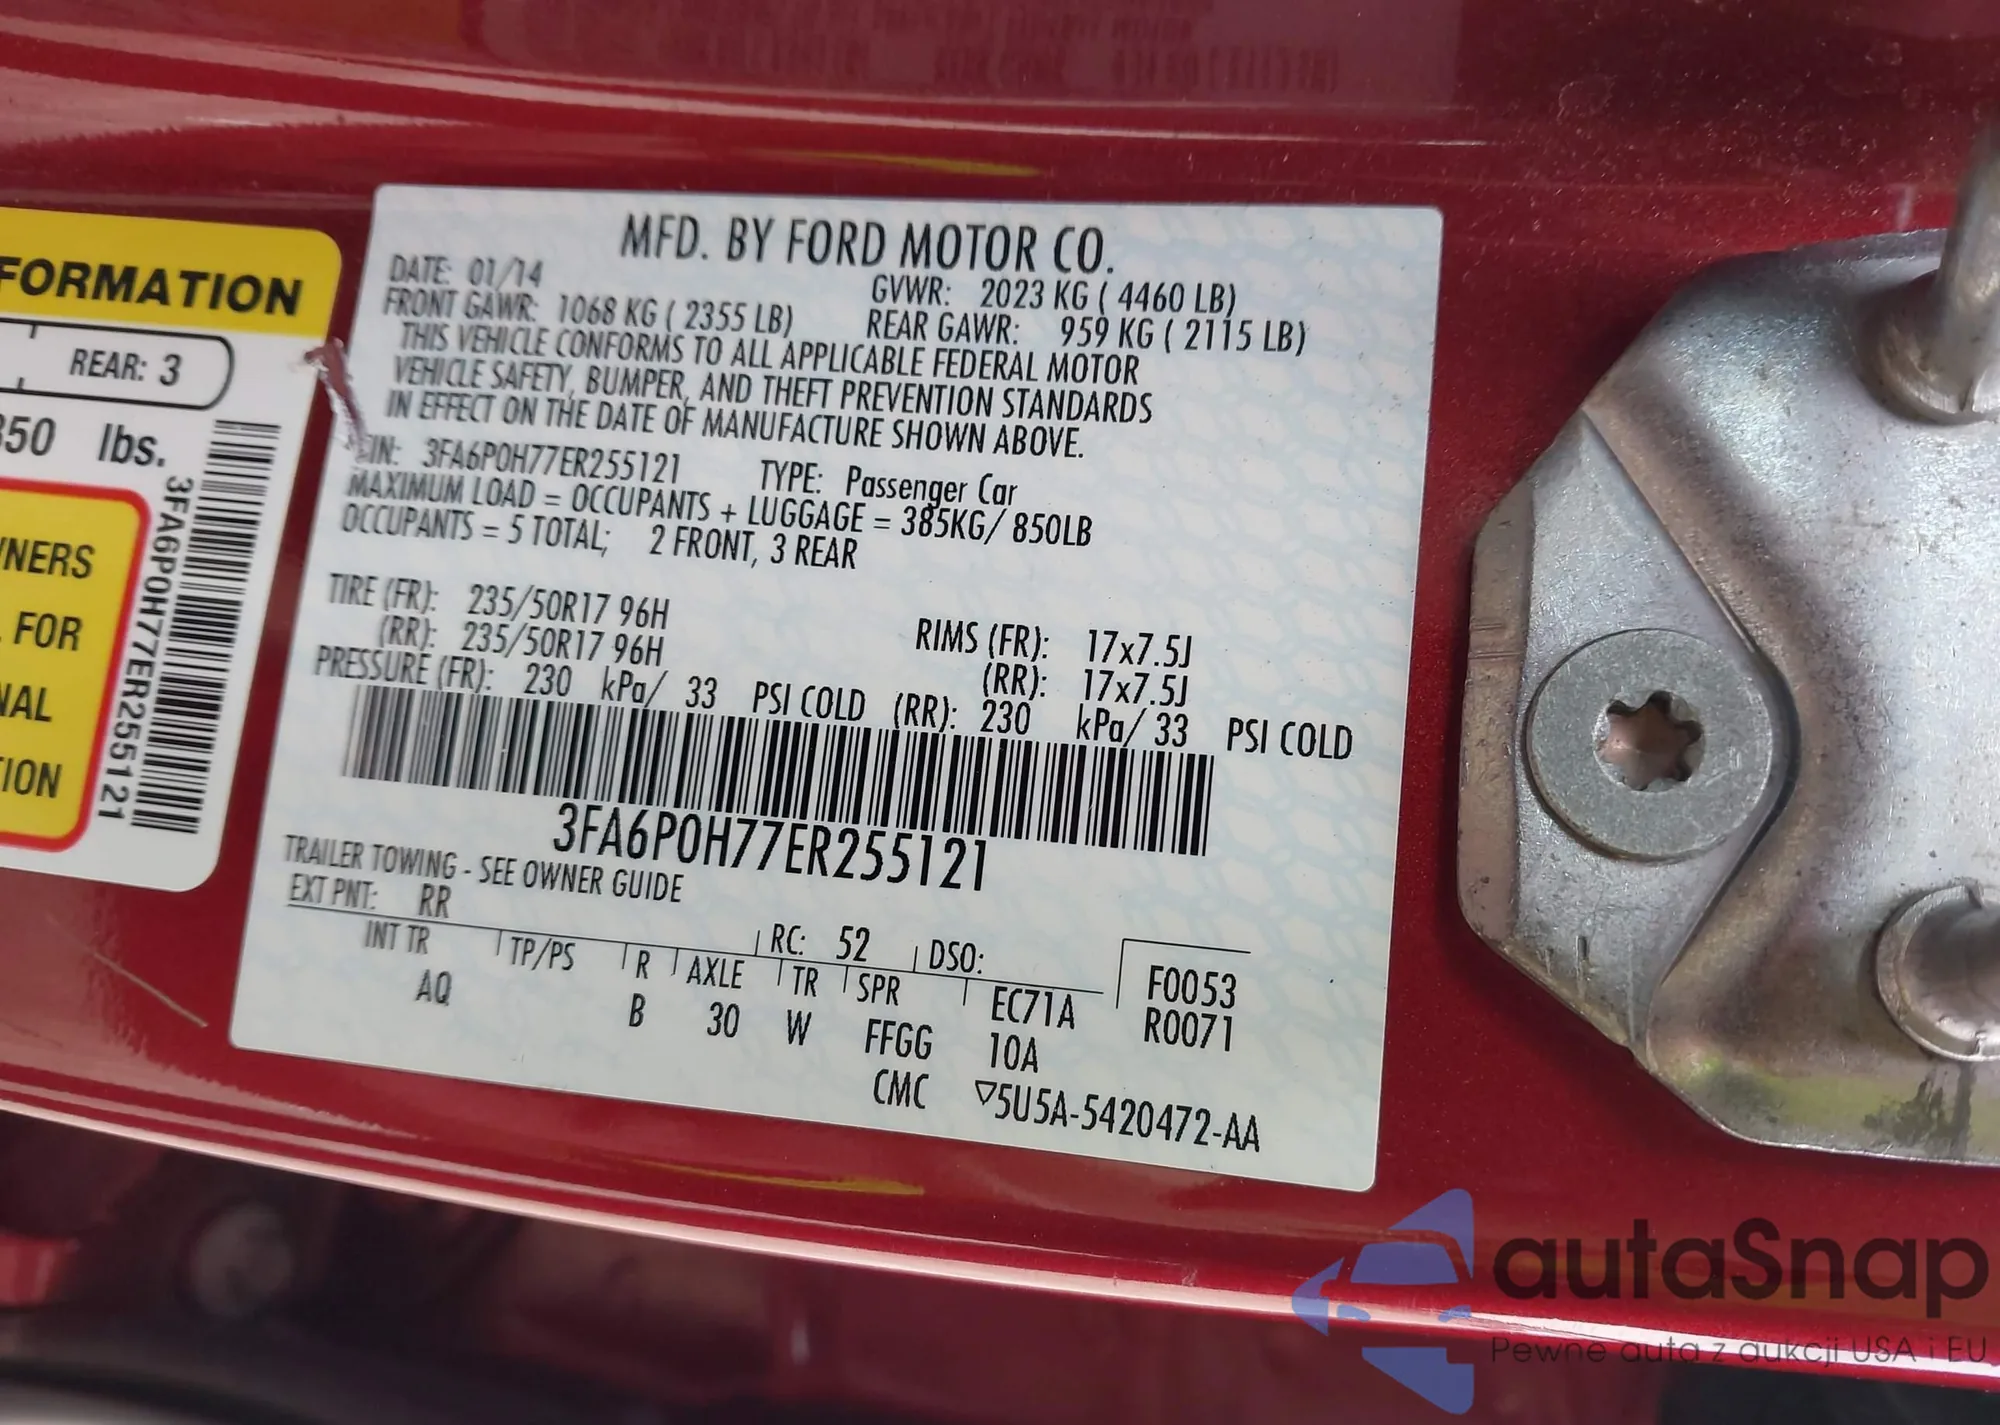 FORMATION
REAR: 3
850 lbs.
3FA6P0H77ER255121
FOR
MFD. BY FORD MOTOR CO.
DATE: 01/14 GVWR: 2023 KG ( 4460 LB)
FRONT GAWR: 1068 KG ( 2355 LB) REAR GAWR: 959 KG ( 2115 LB)
THIS VEHICLE CONFORMS TO ALL APPLICABLE FEDERAL MOTOR
VEHICLE SAFETY, BUMPER, AND THEFT PREVENTION STANDARDS
IN EFFECT ON THE DATE OF MANUFACTURE SHOWN ABOVE.
VIN: 3FA6P0H77ER255121 TYPE: Passenger Car
MAXIMUM LOAD = OCCUPANTS + LUGGAGE = 385KG/ 850LB
OCCUPANTS = 5 TOTAL; 2 FRONT, 3 REAR
TIRE (FR): 235/50R17 96H RIMS (FR): 17x7.5J
(RR): 235/50R17 96H (RR): 17x7.5J
PRESSURE (FR): 230 kPa/ 33 PSI COLD (RR): 230 kPa/ 33 PSI COLD
3FA6P0H77ER255121
TRAILER TOWING - SEE OWNER GUIDE
EXT PNT: RR RC: 52 DSO: F0053
INT TR TP/PS R AXLE TR SPR EC71A R0071
AQ B 30 W FFGG 10A
CMC ▽5U5A-5420472-AA
autaSnap
Pewne auta z aukcji USA i EU